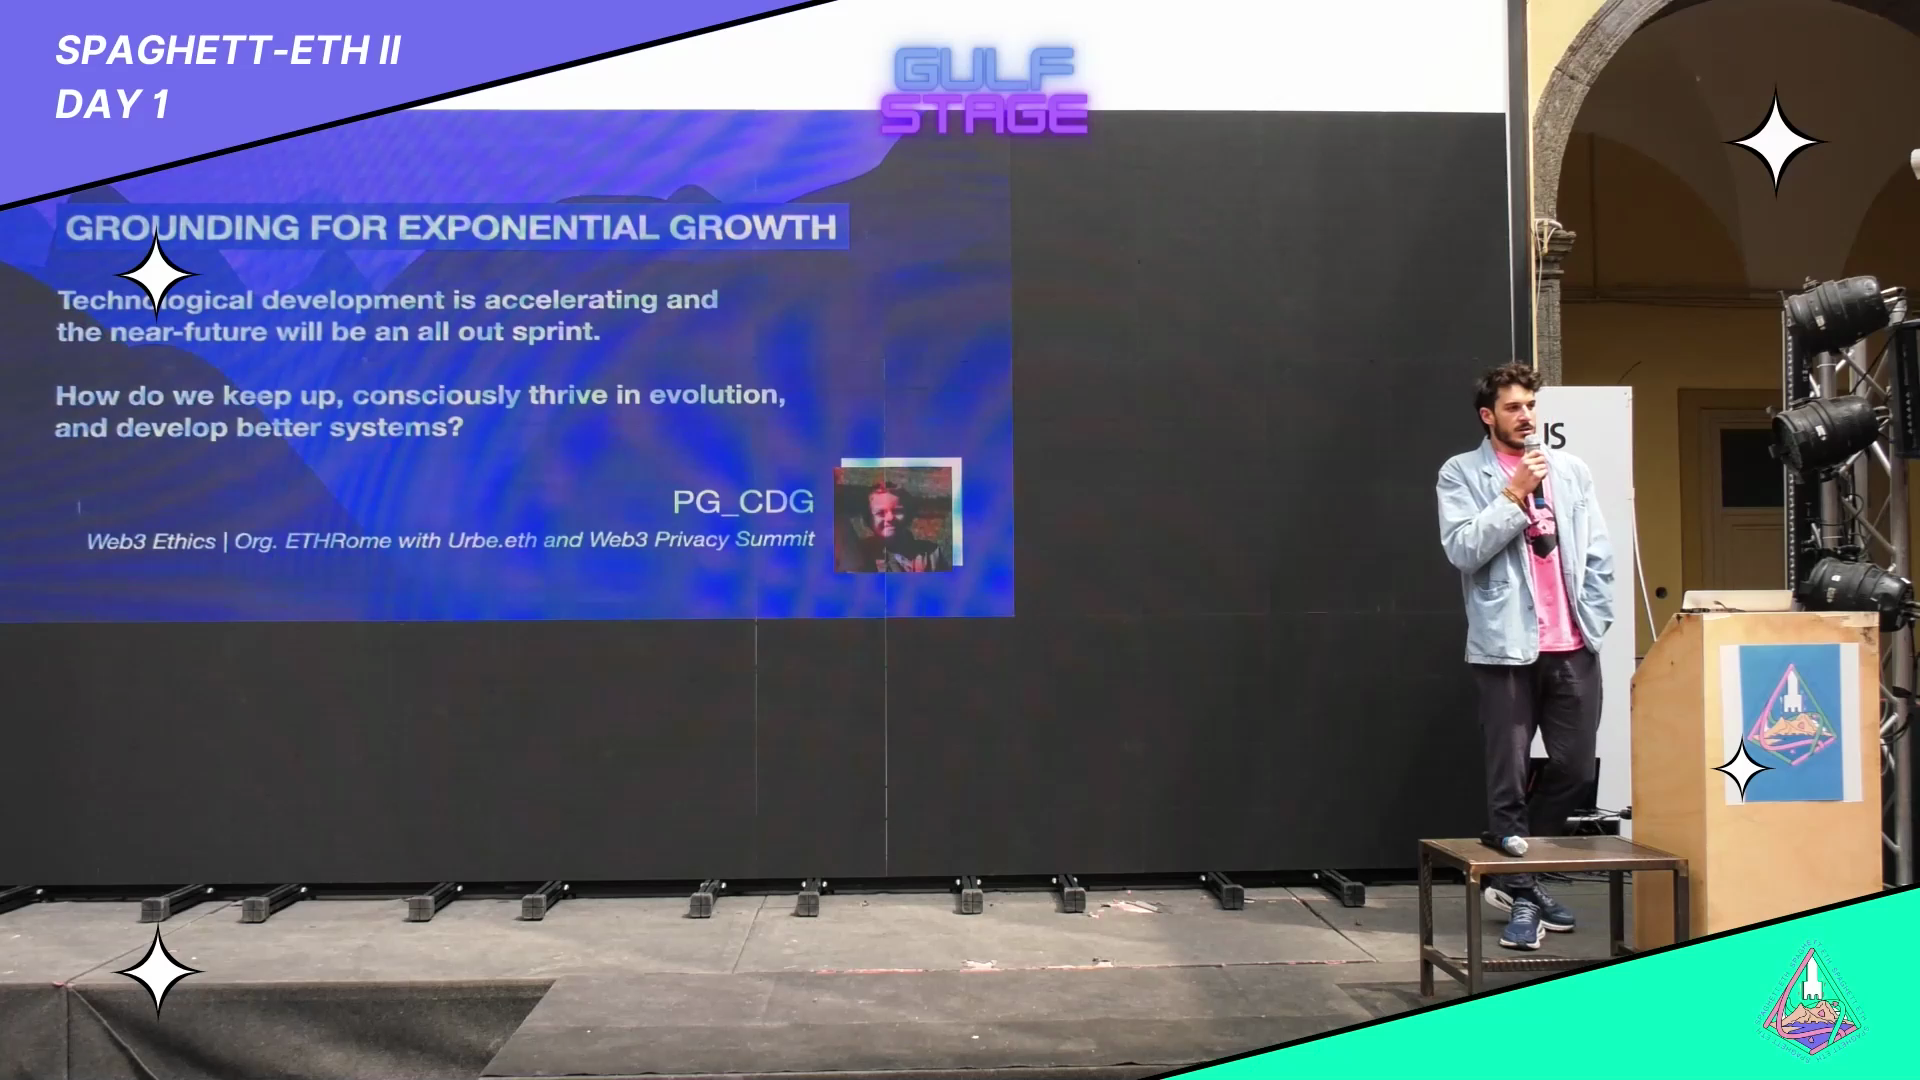 SPAGHETT-ETH II
DAY 1
GULF
STAGE
GROUNDING FOR EXPONENTIAL GROWTH
Technological development is accelerating and
the near-future will be an all out sprint.
How do we keep up, consciously thrive in evolution,
and develop better systems?
PG_CDG
Web3 Ethics | Org. ETHRome with Urbe.eth and Web3 Privacy Summit